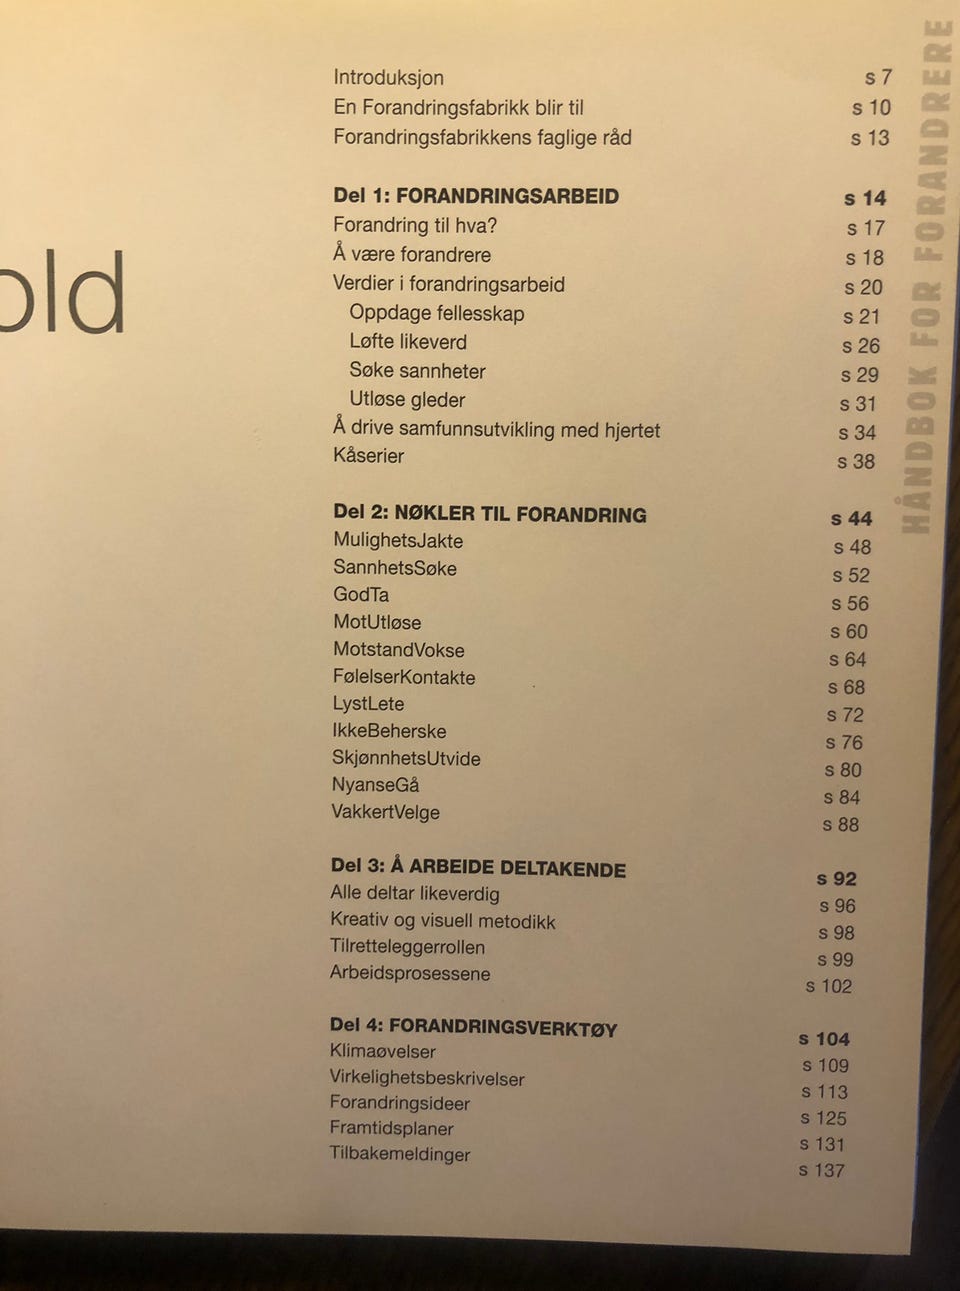 old
Introduksjon s 7
En Forandringsfabrikk blir til s 10
Forandringsfabrikkens faglige råd s 13
Del 1: FORANDRINGSARBEID s 14
Forandring til hva? s 17
Å være forandrere s 18
Verdier i forandringsarbeid s 20
Oppdage fellesskap s 21
Løfte likeverd s 26
Søke sannheter s 29
Utløse gleder s 31
Å drive samfunnsutvikling med hjertet s 34
Kåserier s 38
Del 2: NØKLER TIL FORANDRING s 44
MulighetsJakte s 48
SannhetsSøke s 52
GodTa s 56
MotUtløse s 60
MotstandVokse s 64
FølelserKontakte s 68
LystLete s 72
IkkeBeherske s 76
SkjønnhetsUtvide s 80
NyanseGå s 84
VakkertVelge s 88
Del 3: Å ARBEIDE DELTAKENDE s 92
Alle deltar likeverdig s 96
Kreativ og visuell metodikk s 98
Tilretteleggerrollen s 99
Arbeidsprosessene s 102
Del 4: FORANDRINGSVERKTØY s 104
Klimaøvelser s 109
Virkelighetsbeskrivelser s 113
Forandringsideer s 125
Framtidsplaner s 131
Tilbakemeldinger s 137
HÅNDBOK FOR FORANDRERE